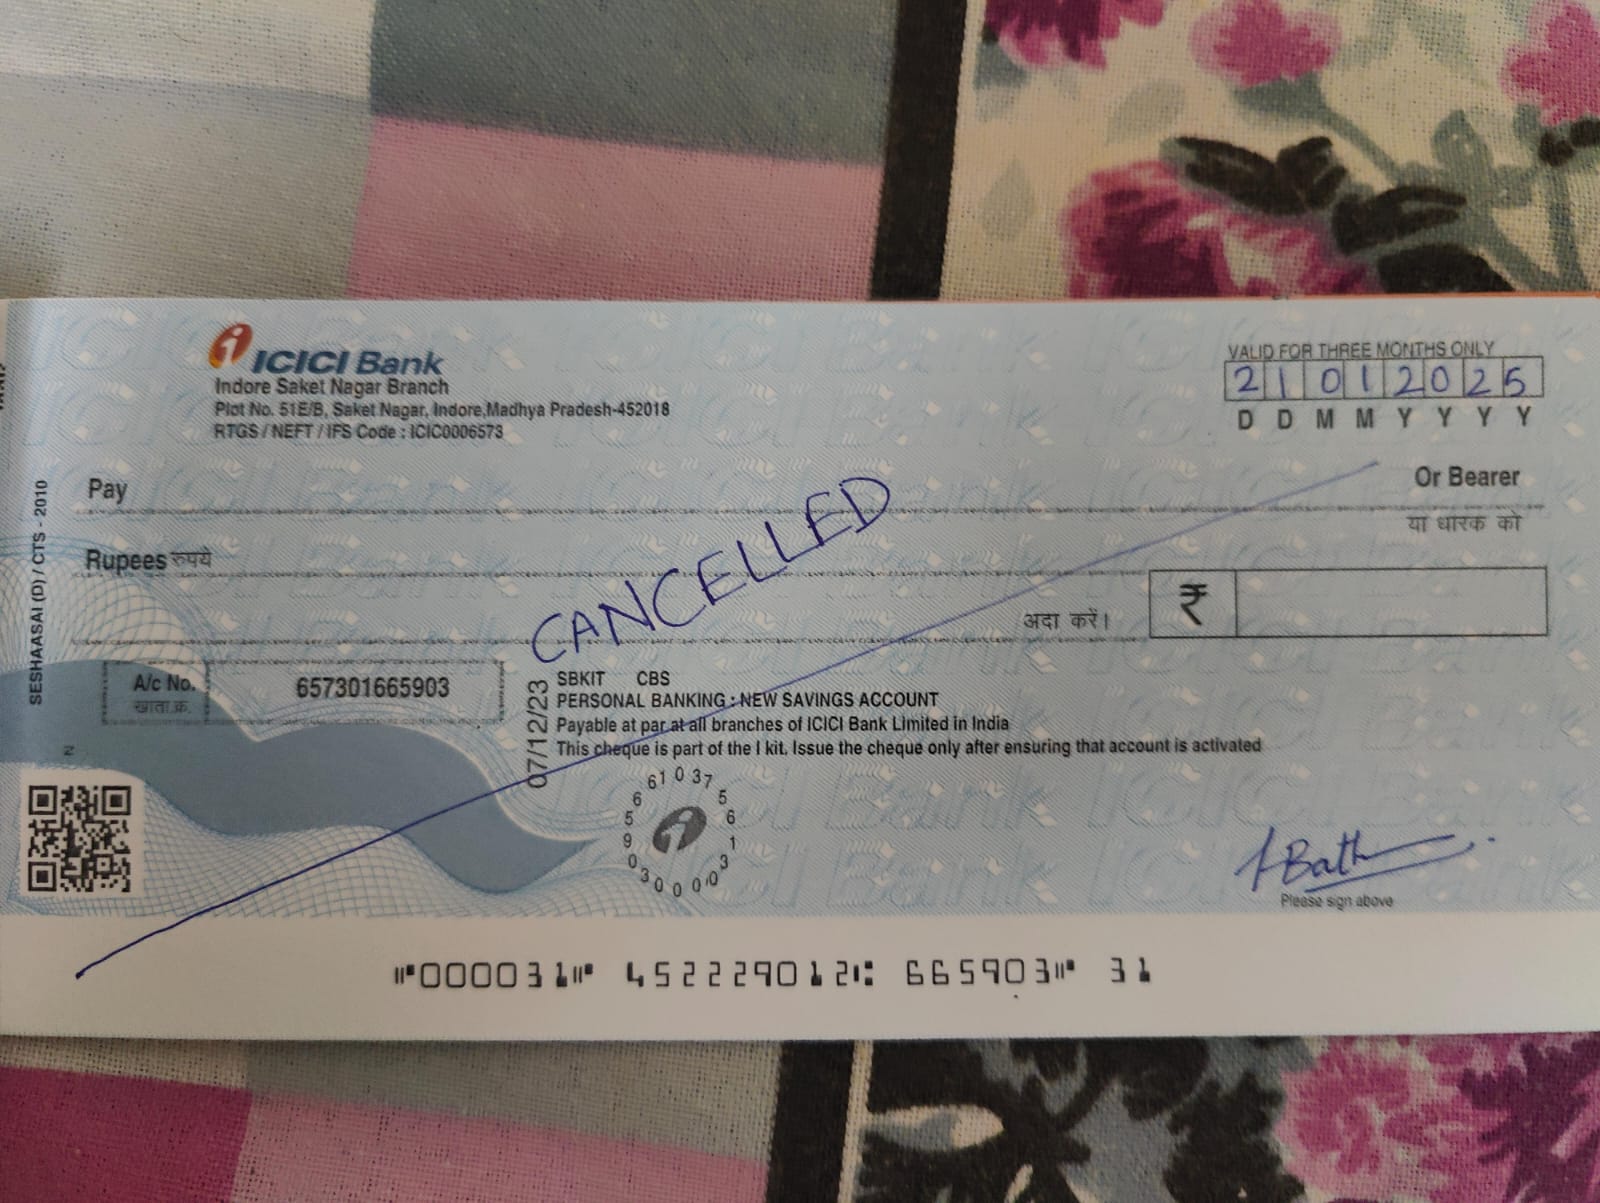 ICICI Bank
Indore Saket Nagar Branch
Plot No. 51E/B, Saket Nagar, Indore,Madhya Pradesh-452018
RTGS / NEFT / IFS Code : ICIC0006573
VALID FOR THREE MONTHS ONLY
21012025
D D M M Y Y Y Y
Pay
Or Bearer
या धारक को
Rupees रुपये
CANCELLED
अदा करें।
₹
A/c No.
खाता क्र.
657301665903
SBKIT CBS
PERSONAL BANKING : NEW SAVINGS ACCOUNT
Payable at par at all branches of ICICI Bank Limited in India
This cheque is part of the I kit. Issue the cheque only after ensuring that account is activated
07/12/23
SESHAASAI (D) / CTS - 2010
Please sign above
⑈000031⑈ 452229012⑆ 665903⑈ 31